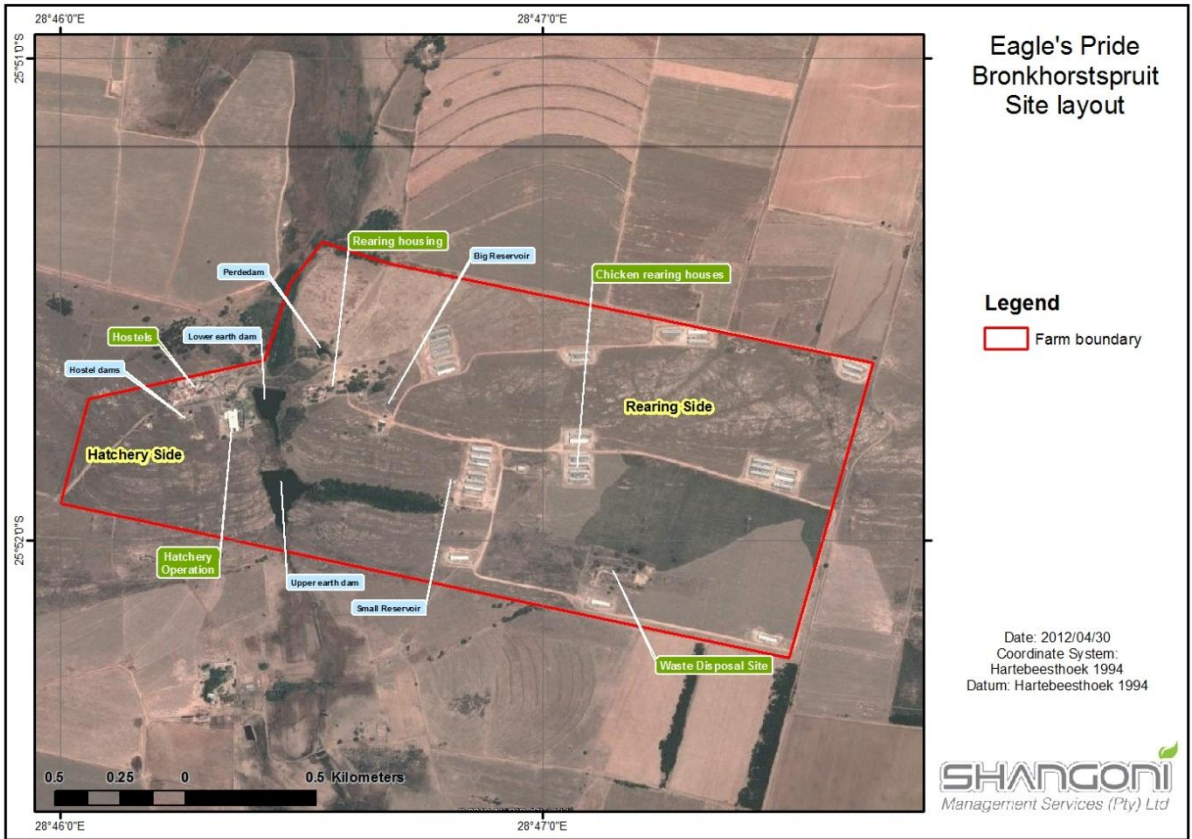 28°46'0"E
28°47'0"E
Eagle's Pride
Bronkhorstspruit
Site layout
25°51'0"S
Rearing housing
Big Reservoir
Perdedam
Chicken rearing houses
Legend
Farm boundary
Hostels
Lower earth dam
Hostel dams
Rearing Side
Hatchery Side
25°52'0"S
Hatchery
Operation
Upper earth dam
Small Reservoir
Waste Disposal Site
Date: 2012/04/30
Coordinate System:
Hartebeesthoek 1994
Datum: Hartebeesthoek 1994
0.5 0.25 0 0.5 Kilometers
SHANGONI
Management Services (Pty) Ltd
28°46'0"E
28°47'0"E